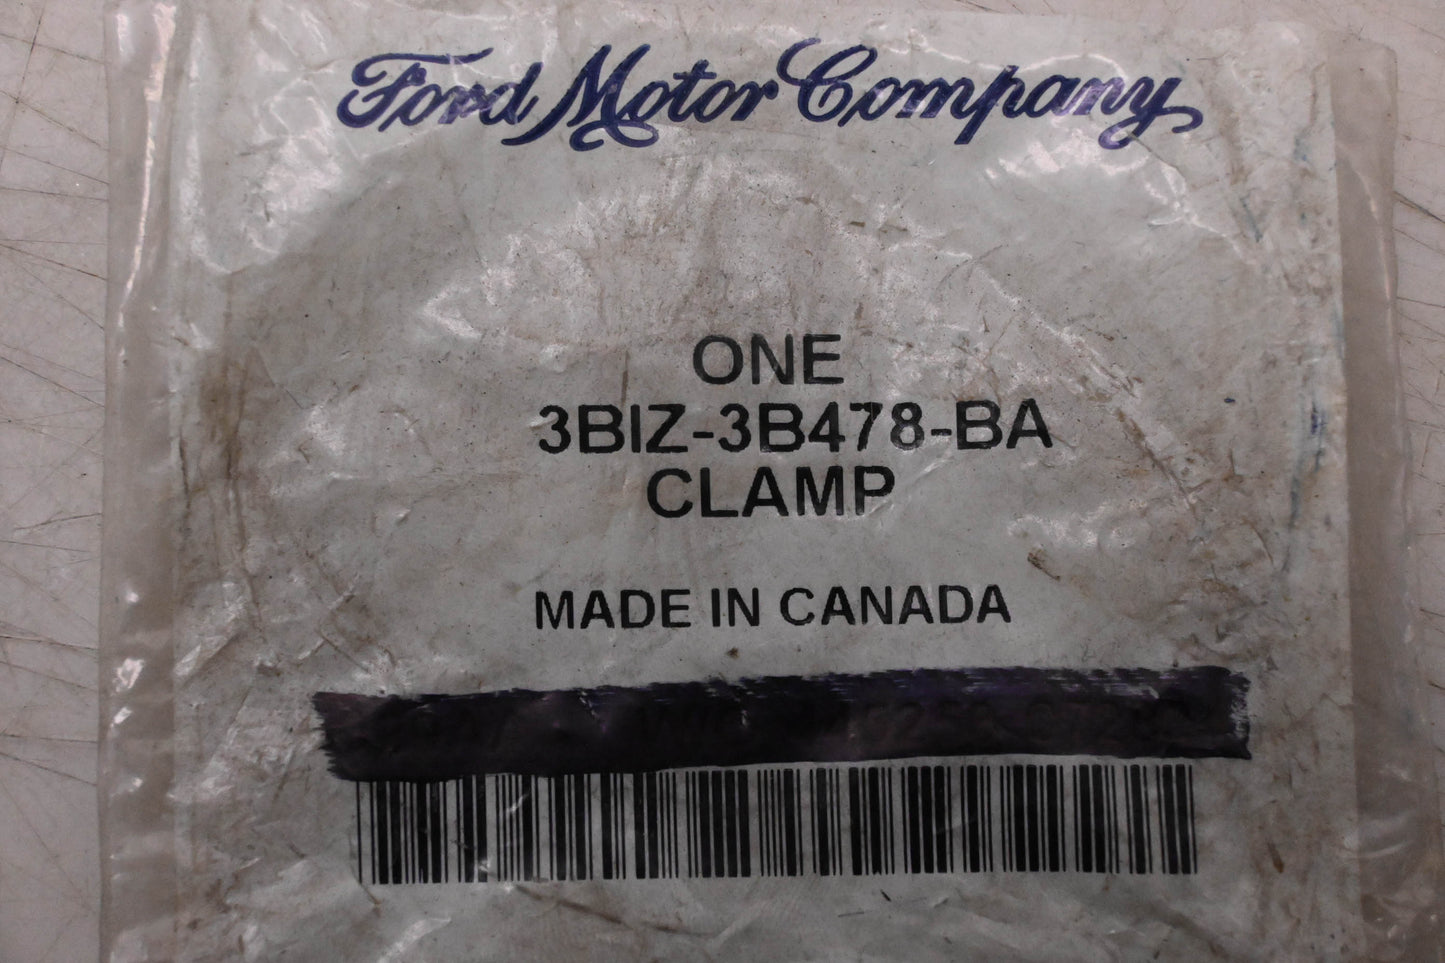 Ford Motor Company
ONE
3BIZ-3B478-BA
CLAMP
MADE IN CANADA